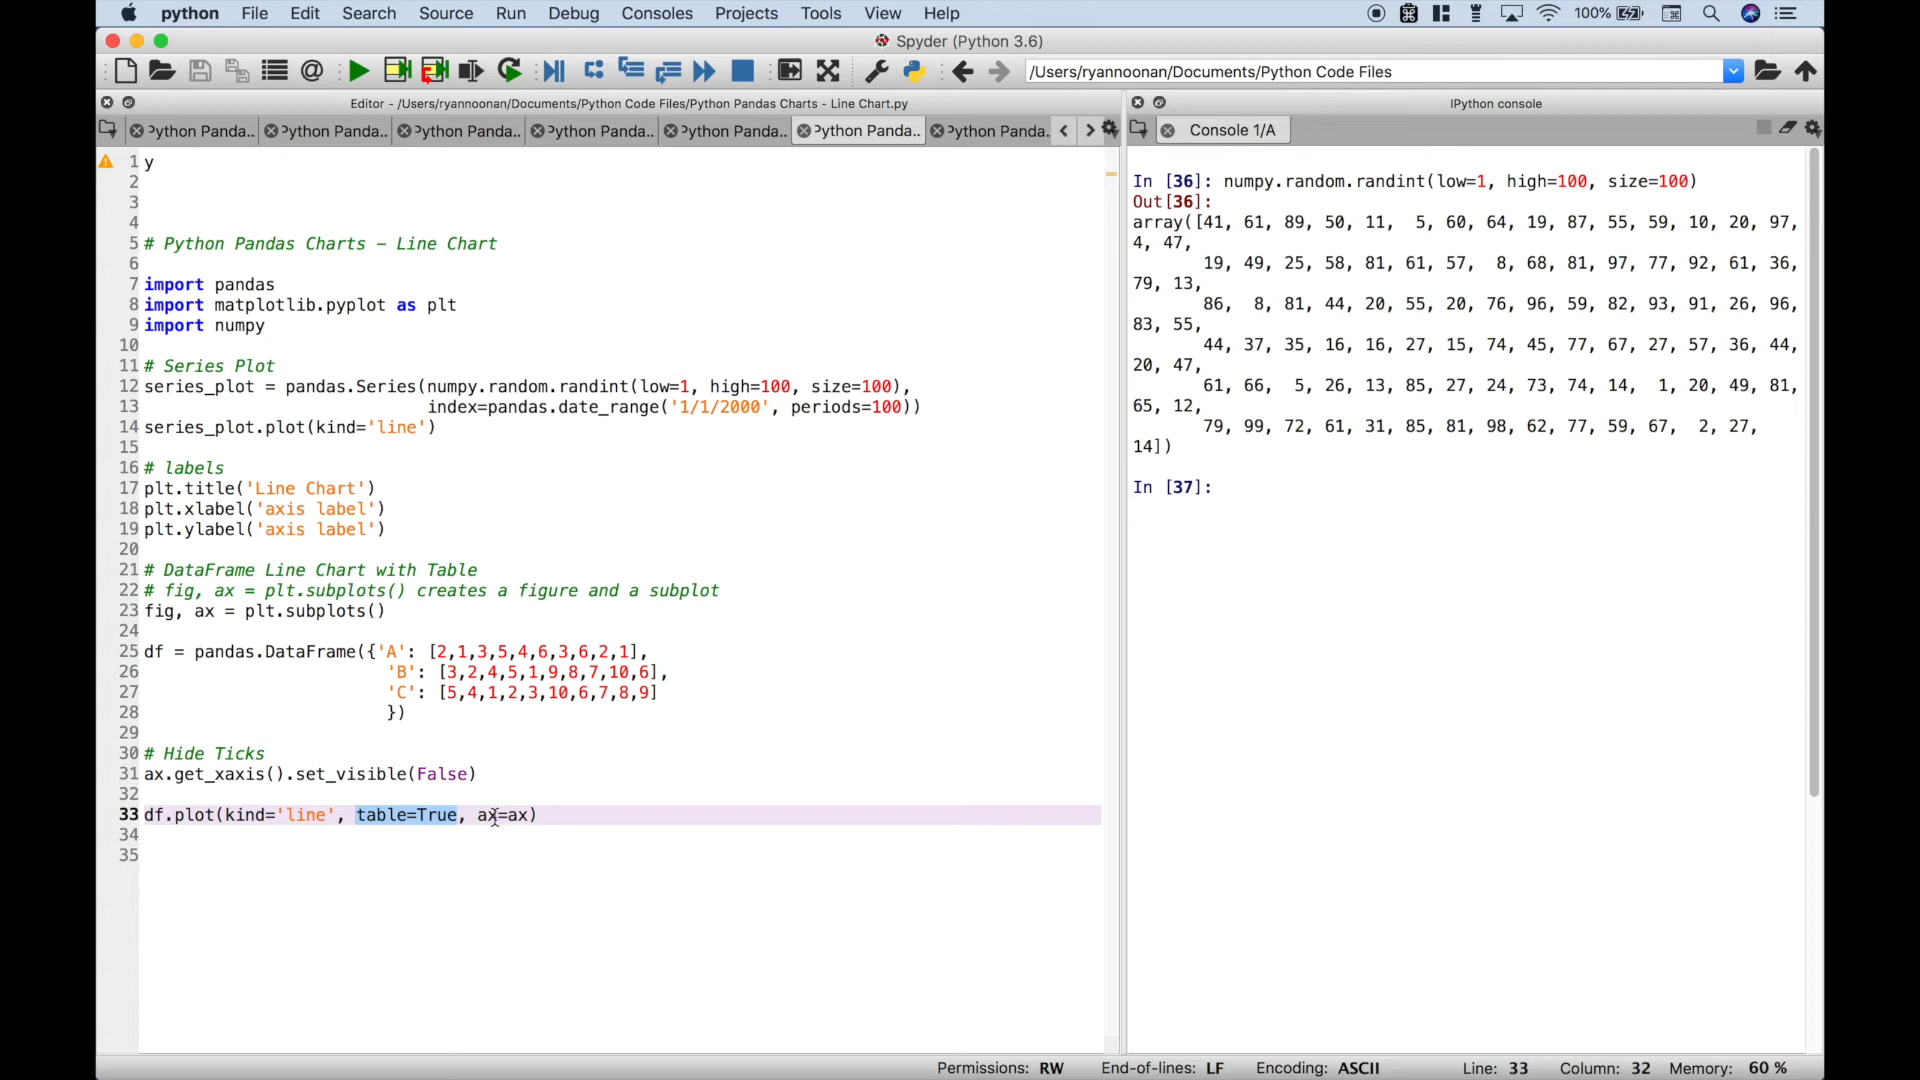 python File Edit Search Source Run Debug Consoles Projects Tools View Help 100%
Spyder (Python 3.6)
/Users/ryannoonan/Documents/Python Code Files
Editor - /Users/ryannoonan/Documents/Python Code Files/Python Pandas Charts - Line Chart.py
IPython console
Python Panda.. Python Panda.. Python Panda.. Python Panda.. Python Panda.. Python Panda.. Python Panda..
Console 1/A
1 y
2
3
4
5 # Python Pandas Charts - Line Chart
6
7 import pandas
8 import matplotlib.pyplot as plt
9 import numpy
10
11 # Series Plot
12 series_plot = pandas.Series(numpy.random.randint(low=1, high=100, size=100),
13 index=pandas.date_range('1/1/2000', periods=100))
14 series_plot.plot(kind='line')
15
16 # labels
17 plt.title('Line Chart')
18 plt.xlabel('axis label')
19 plt.ylabel('axis label')
20
21 # DataFrame Line Chart with Table
22 # fig, ax = plt.subplots() creates a figure and a subplot
23 fig, ax = plt.subplots()
24
25 df = pandas.DataFrame({'A': [2,1,3,5,4,6,3,6,2,1],
26 'B': [3,2,4,5,1,9,8,7,10,6],
27 'C': [5,4,1,2,3,10,6,7,8,9]
28 })
29
30 # Hide Ticks
31 ax.get_xaxis().set_visible(False)
32
33 df.plot(kind='line', table=True, ax=ax)
34
35
In [36]: numpy.random.randint(low=1, high=100, size=100)
Out[36]:
array([41, 61, 89, 50, 11, 5, 60, 64, 19, 87, 55, 59, 10, 20, 97,
4, 47,
19, 49, 25, 58, 81, 61, 57, 8, 68, 81, 97, 77, 92, 61, 36,
79, 13,
86, 8, 81, 44, 20, 55, 20, 76, 96, 59, 82, 93, 91, 26, 96,
83, 55,
44, 37, 35, 16, 16, 27, 15, 74, 45, 77, 67, 27, 57, 36, 44,
20, 47,
61, 66, 5, 26, 13, 85, 27, 24, 73, 74, 14, 1, 20, 49, 81,
65, 12,
79, 99, 72, 61, 31, 85, 81, 98, 62, 77, 59, 67, 2, 27,
14])
In [37]:
Permissions: RW End-of-lines: LF Encoding: ASCII Line: 33 Column: 32 Memory: 60 %